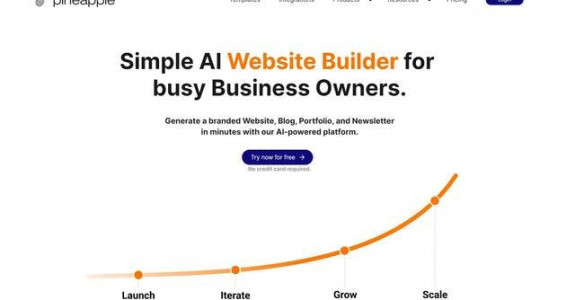 pineapple
Templates Integrations Products Resources Pricing Login
Simple AI Website Builder for
busy Business Owners.
Generate a branded Website, Blog, Portfolio, and Newsletter
in minutes with our AI-powered platform.
Try now for free →
No credit card required.
Launch Iterate Grow Scale